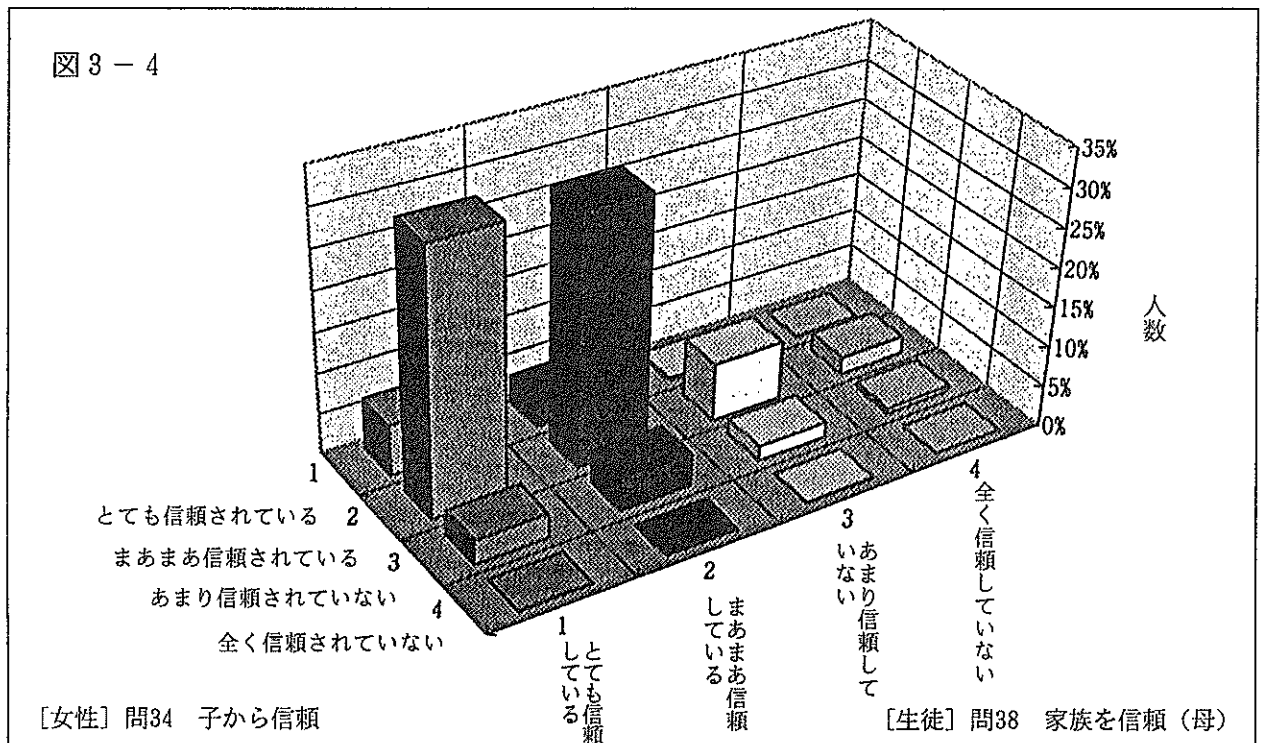 図3-4
35%
30%
25%
20%
15%
10%
5%
0%
人数
1
とても信頼されている 2
まあまあ信頼されている 3
あまり信頼されていない 4
全く信頼されていない
1
とても信頼
している
2
まあまあ信頼
している
3
あまり信頼して
いない
4
全く信頼していない
[女性] 問34 子から信頼
[生徒] 問38 家族を信頼(母)